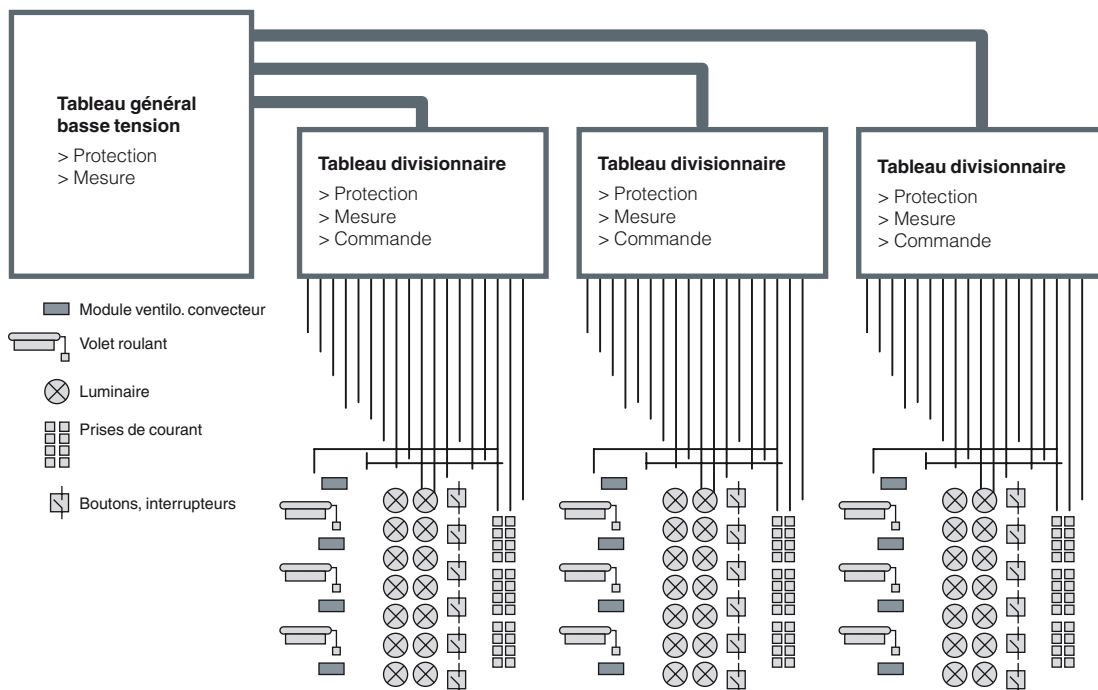 Tableau général
basse tension
> Protection
> Mesure
Tableau divisionnaire
> Protection
> Mesure
> Commande
Tableau divisionnaire
> Protection
> Mesure
> Commande
Tableau divisionnaire
> Protection
> Mesure
> Commande
Module ventilo. convecteur
Volet roulant
Luminaire
Prises de courant
Boutons, interrupteurs